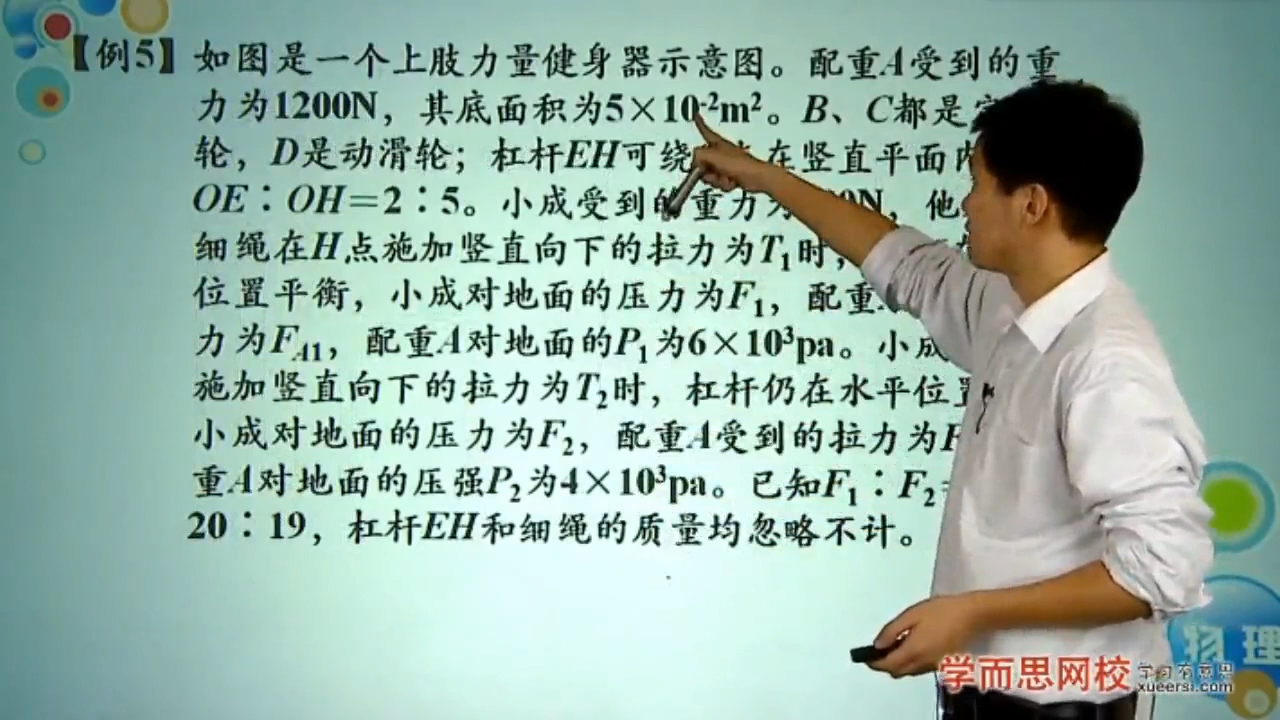 【例5】如图是一个上肢力量健身器示意图。配重A受到的重
力为1200N，其底面积为5×10-2m2。B、C都是
轮，D是动滑轮；杠杆EH可绕 在竖直平面内
OE：OH＝2：5。小成受到的重力为 0N，他
细绳在H点施加竖直向下的拉力为T1时，
位置平衡，小成对地面的压力为F1，配重
力为FA1，配重A对地面的P1为6×103pa。小成
施加竖直向下的拉力为T2时，杠杆仍在水平位置
小成对地面的压力为F2，配重A受到的拉力为
重A对地面的压强P2为4×103pa。已知F1：F2
20：19，杠杆EH和细绳的质量均忽略不计。
物理
学而思网校 学习有意思
xueersi.com